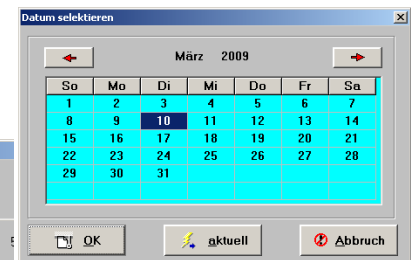 Datum selektieren
März 2009
So Mo Di Mi Do Fr Sa
1 2 3 4 5 6 7
8 9 10 11 12 13 14
15 16 17 18 19 20 21
22 23 24 25 26 27 28
29 30 31
OK aktuell Abbruch